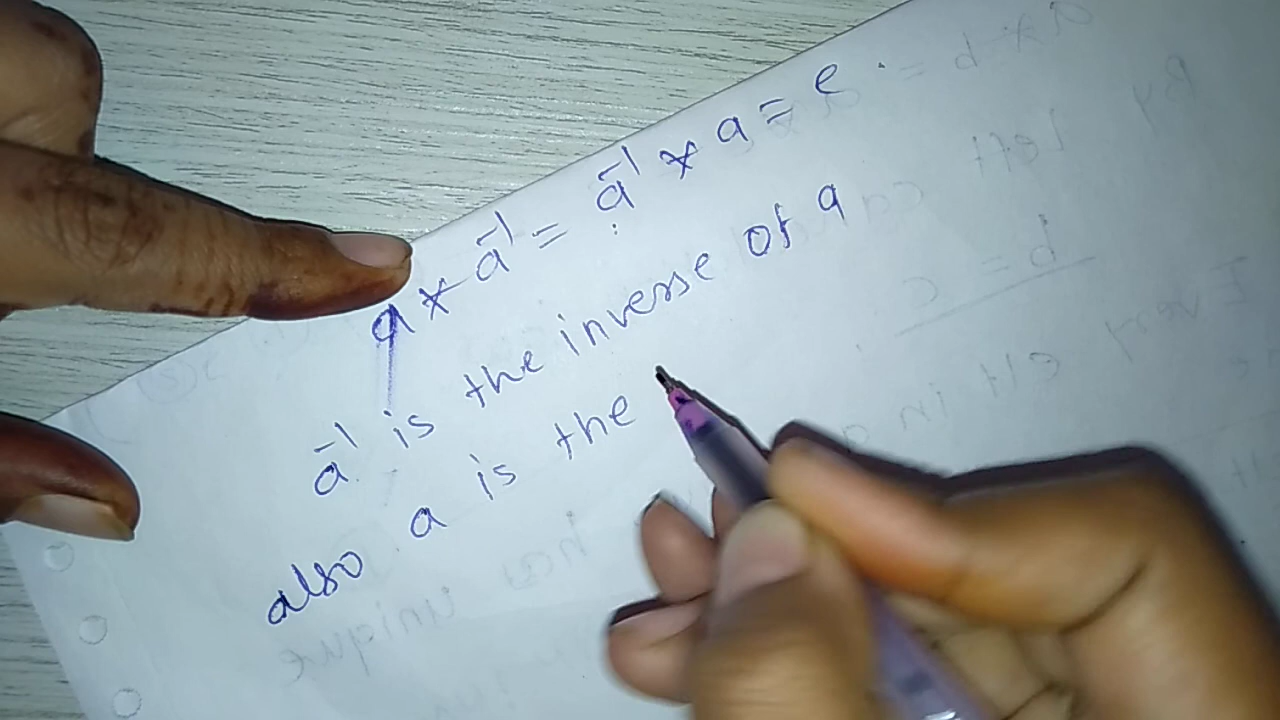 a * a⁻¹ = a⁻¹ * a = e.
a⁻¹ is the inverse of a
also a is the